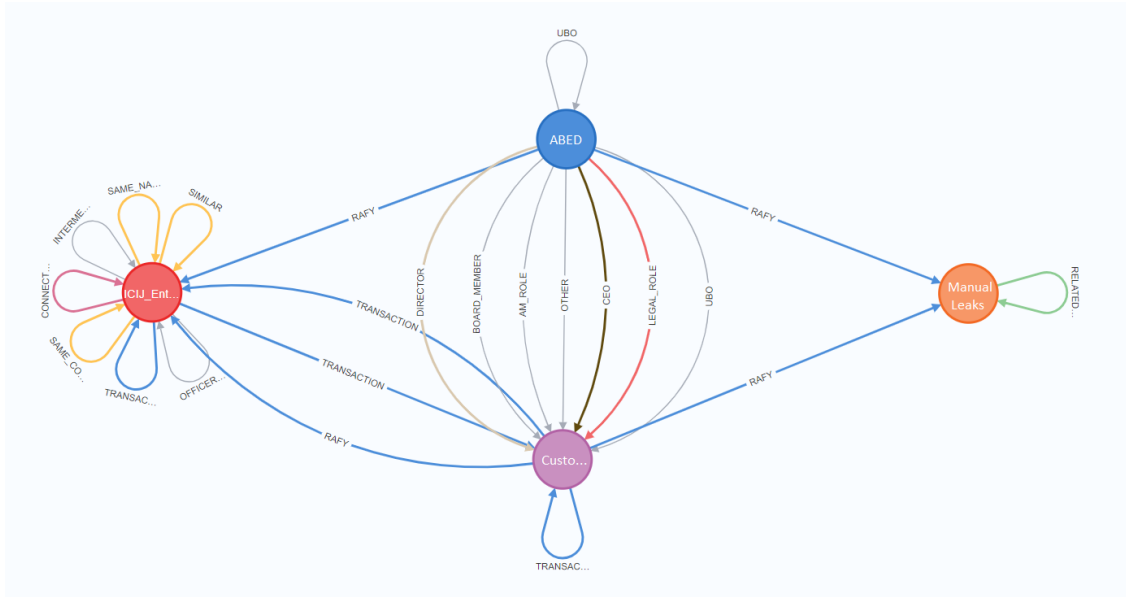 UBO
ABED
SAME_NA...
SIMILAR
INTERME...
RAFY
RAFY
CONNECT...
ICIJ_Ent...
DIRECTOR
BOARD_MEMBER
AM_ROLE
OTHER
CEO
LEGAL_ROLE
UBO
Manual
Leaks
RELATED...
TRANSACTION
SAME_CO...
TRANSAC...
OFFICER...
TRANSACTION
RAFY
RAFY
Custo...
TRANSAC...